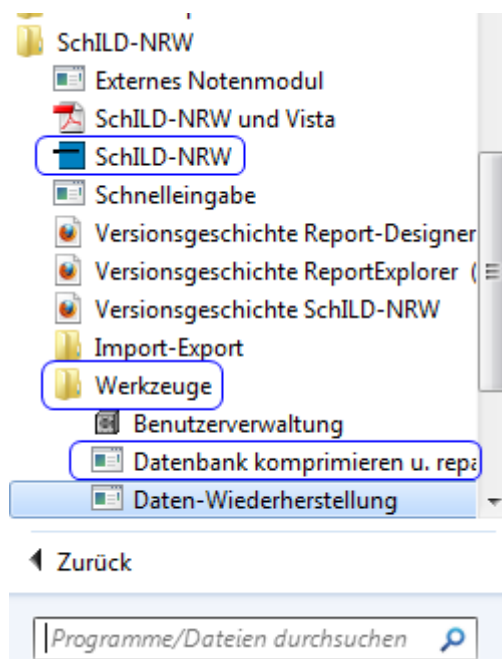 SchILD-NRW
Externes Notenmodul
SchILD-NRW und Vista
SchILD-NRW
Schnelleingabe
Versionsgeschichte Report-Designer
Versionsgeschichte ReportExplorer (
Versionsgeschichte SchILD-NRW
Import-Export
Werkzeuge
Benutzerverwaltung
Datenbank komprimieren u. repa
Daten-Wiederherstellung
Zurück
Programme/Dateien durchsuchen